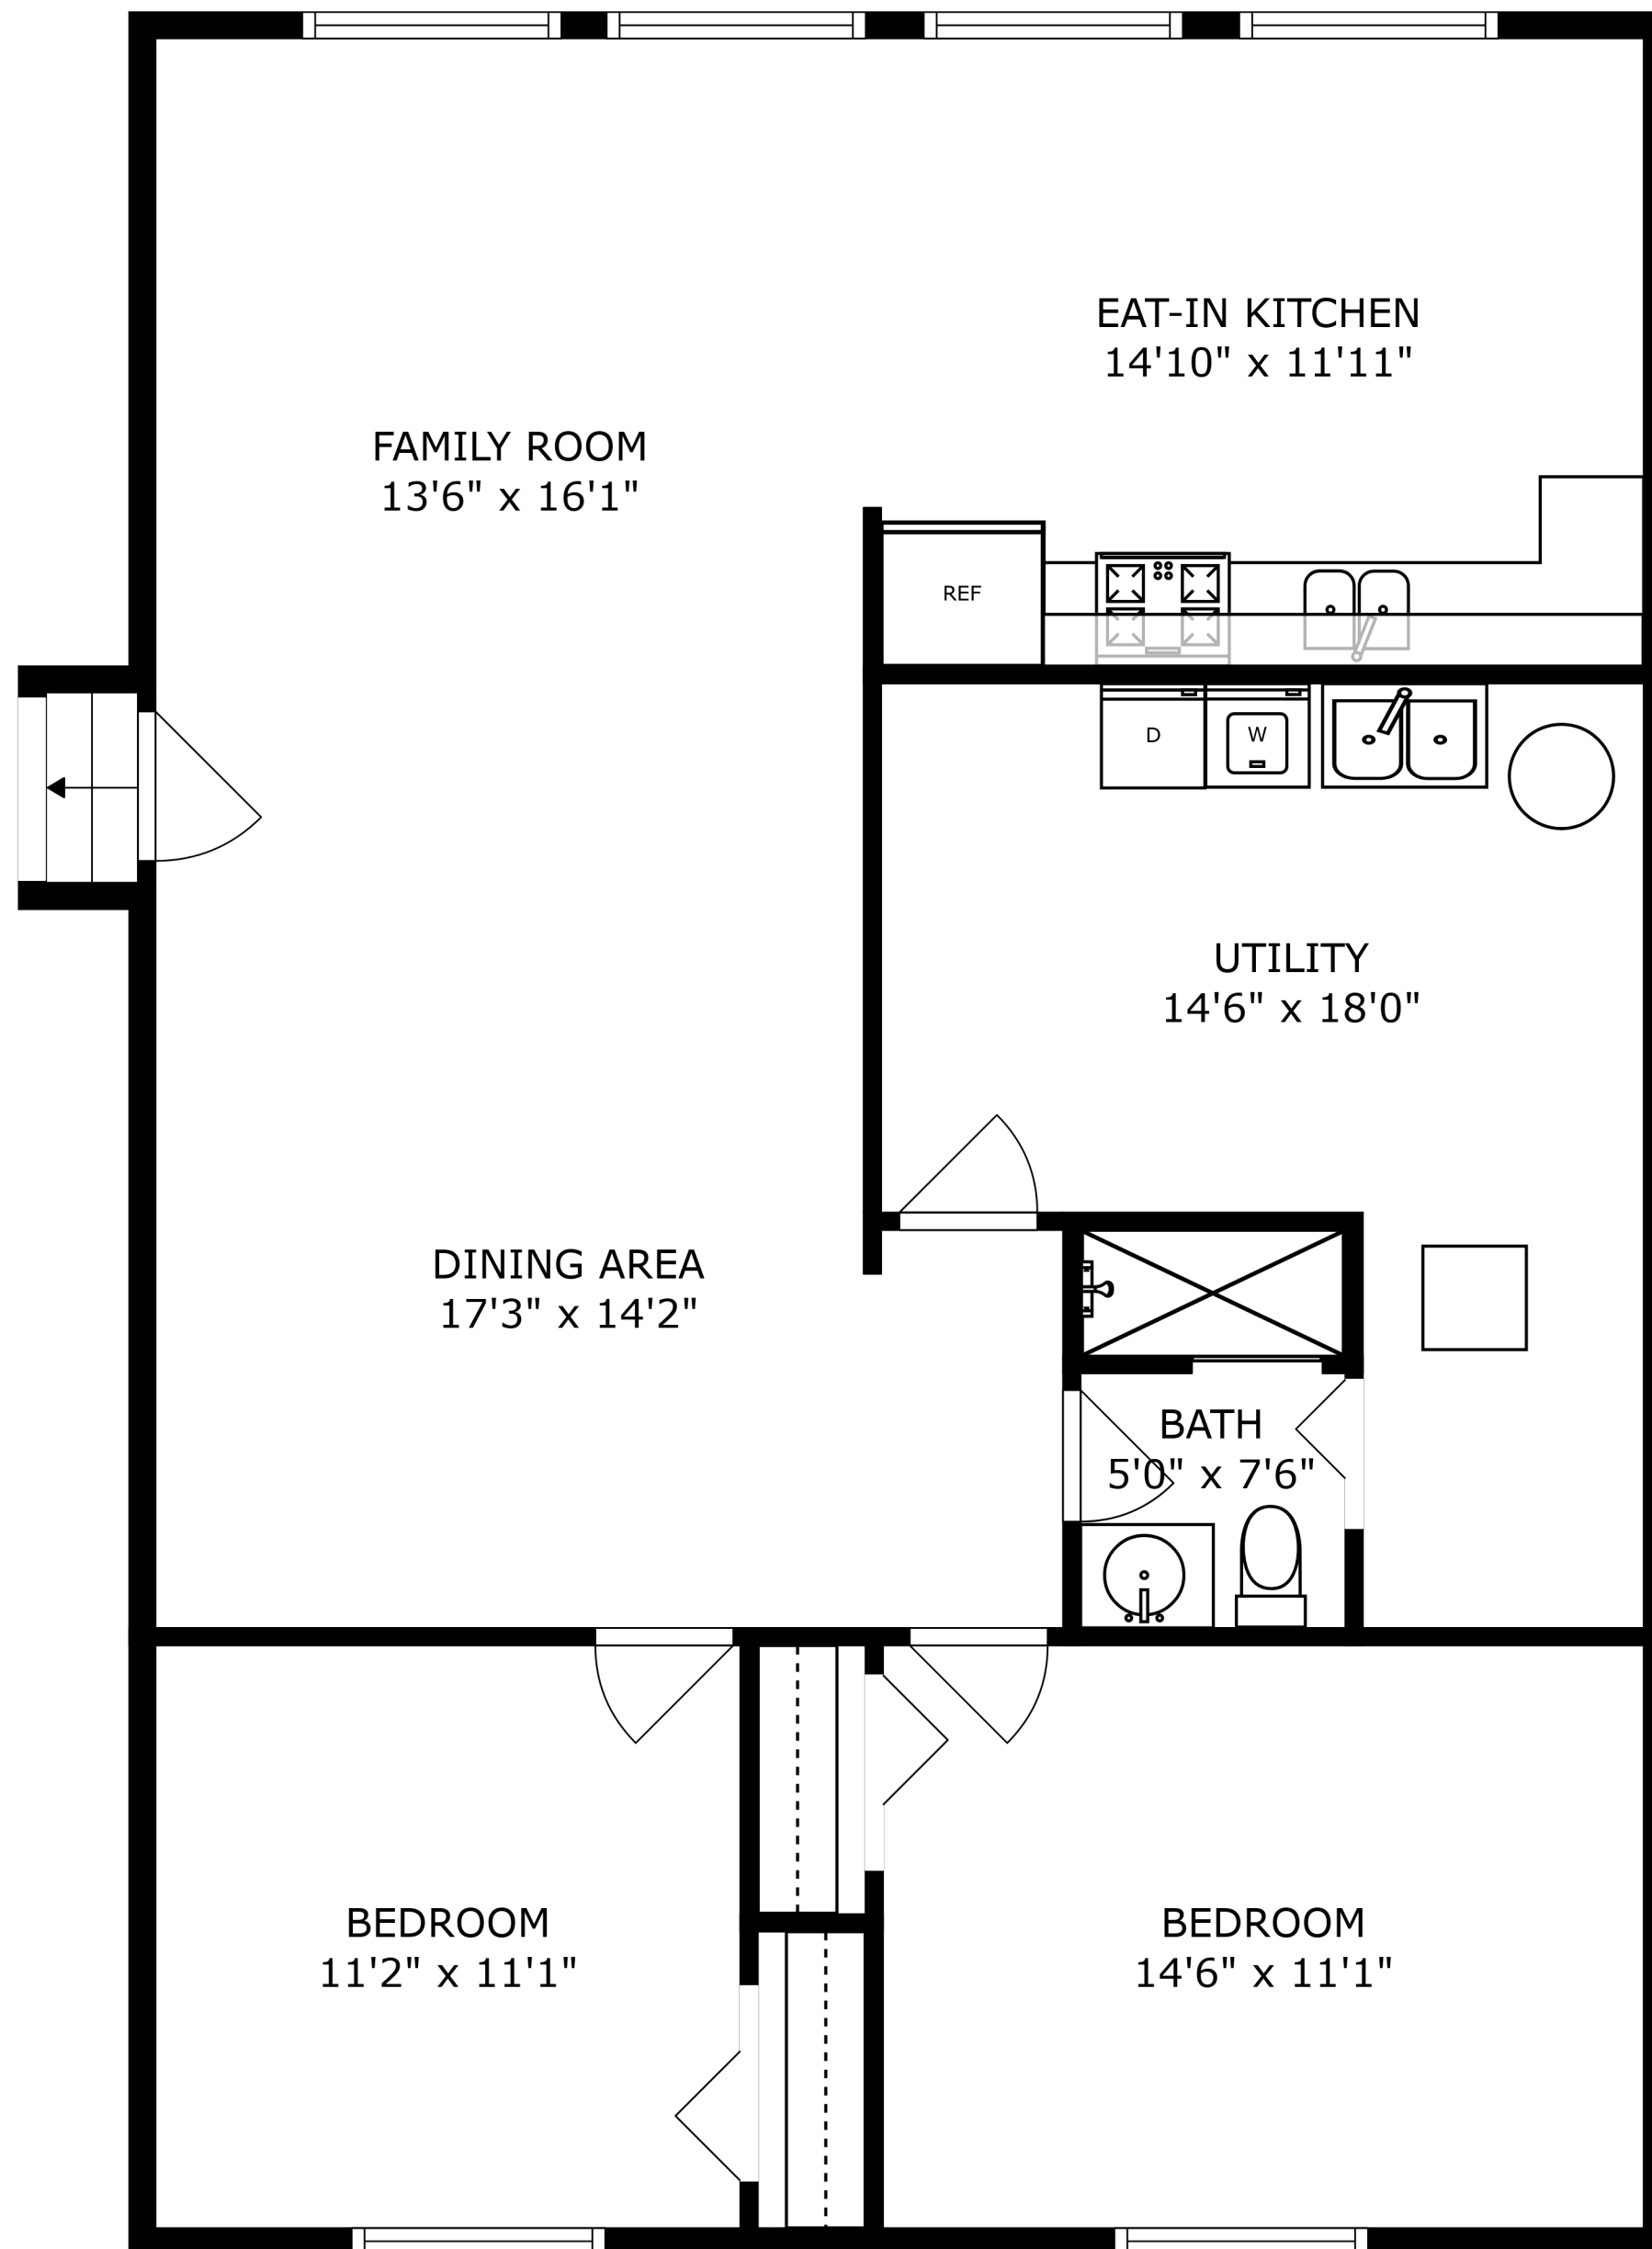 EAT-IN KITCHEN
14'10" x 11'11"
FAMILY ROOM
13'6" x 16'1"
REF
D
W
UTILITY
14'6" x 18'0"
DINING AREA
17'3" x 14'2"
BATH
5'0" x 7'6"
BEDROOM
11'2" x 11'1"
BEDROOM
14'6" x 11'1"